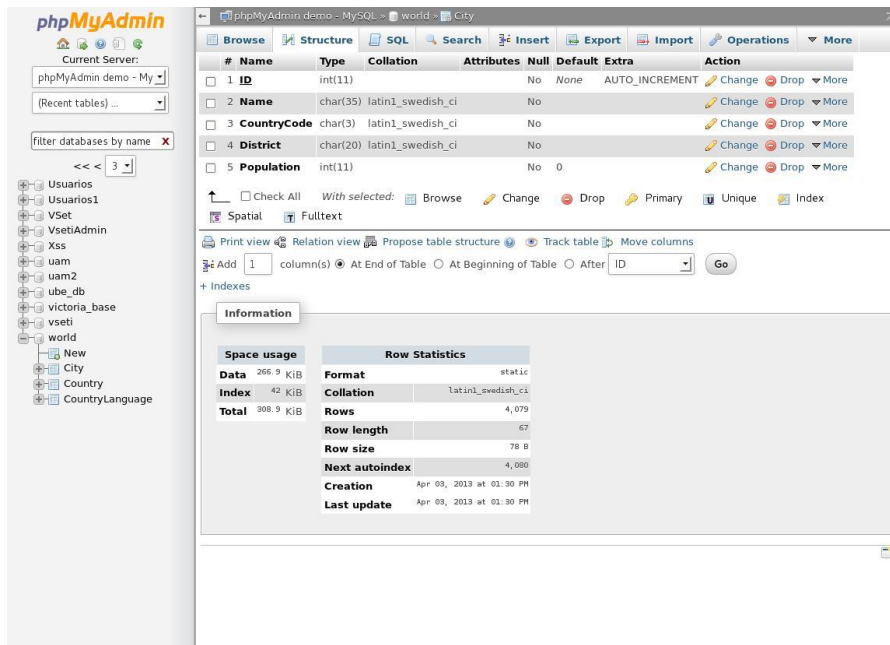 phpMyAdmin
Current Server:
phpMyAdmin demo - My
(Recent tables) ...
filter databases by name X
<< < 3
Usuarios
Usuarios1
VSet
VsetiAdmin
Xss
uam
uam2
ube_db
victoria_base
vseti
world
New
City
Country
CountryLanguage
phpMyAdmin demo - MySQL » world » City
Browse Structure SQL Search Insert Export Import Operations More
# Name Type Collation Attributes Null Default Extra Action
1 ID int(11) No None AUTO_INCREMENT Change Drop More
2 Name char(35) latin1_swedish_ci No Change Drop More
3 CountryCode char(3) latin1_swedish_ci No Change Drop More
4 District char(20) latin1_swedish_ci No Change Drop More
5 Population int(11) No 0 Change Drop More
Check All With selected: Browse Change Drop Primary Unique Index
Spatial Fulltext
Print view Relation view Propose table structure Track table Move columns
Add 1 column(s) At End of Table At Beginning of Table After ID Go
+ Indexes
Information
Space usage
Data 266.9 KiB
Index 42 KiB
Total 308.9 KiB
Row Statistics
Format static
Collation latin1_swedish_ci
Rows 4,079
Row length 67
Row size 78 B
Next autoindex 4,080
Creation Apr 03, 2013 at 01:30 PM
Last update Apr 03, 2013 at 01:30 PM